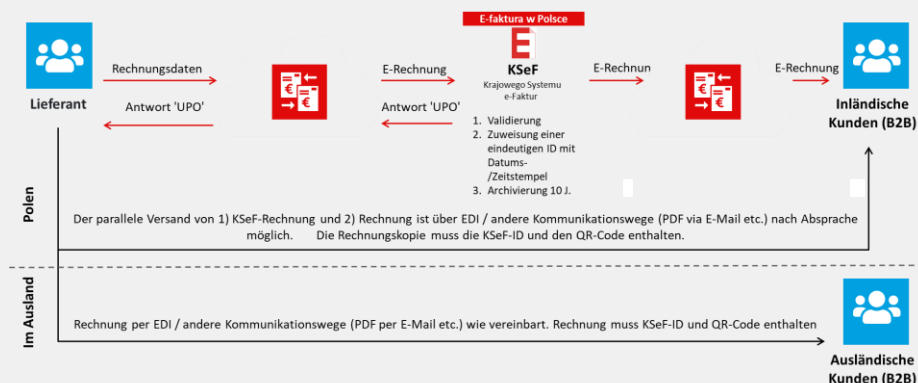 E-faktura w Polsce
E
Rechnungsdaten
E-Rechnung
KSeF
E-Rechnun
E-Rechnung
Krajowego Systemu
e-Faktur
Lieferant
Antwort 'UPO'
Antwort 'UPO'
€
€
€
€
Inländische
Kunden (B2B)
1. Validierung
2. Zuweisung einer
eindeutigen ID mit
Datums-
/Zeitstempel
3. Archivierung 10 J.
Polen
Der parallele Versand von 1) KSeF-Rechnung und 2) Rechnung ist über EDI / andere Kommunikationswege (PDF via E-Mail etc.) nach Absprache
möglich. Die Rechnungskopie muss die KSeF-ID und den QR-Code enthalten.
Im Ausland
Rechnung per EDI / andere Kommunikationswege (PDF per E-Mail etc.) wie vereinbart. Rechnung muss KSeF-ID und QR-Code enthalten
Ausländische
Kunden (B2B)